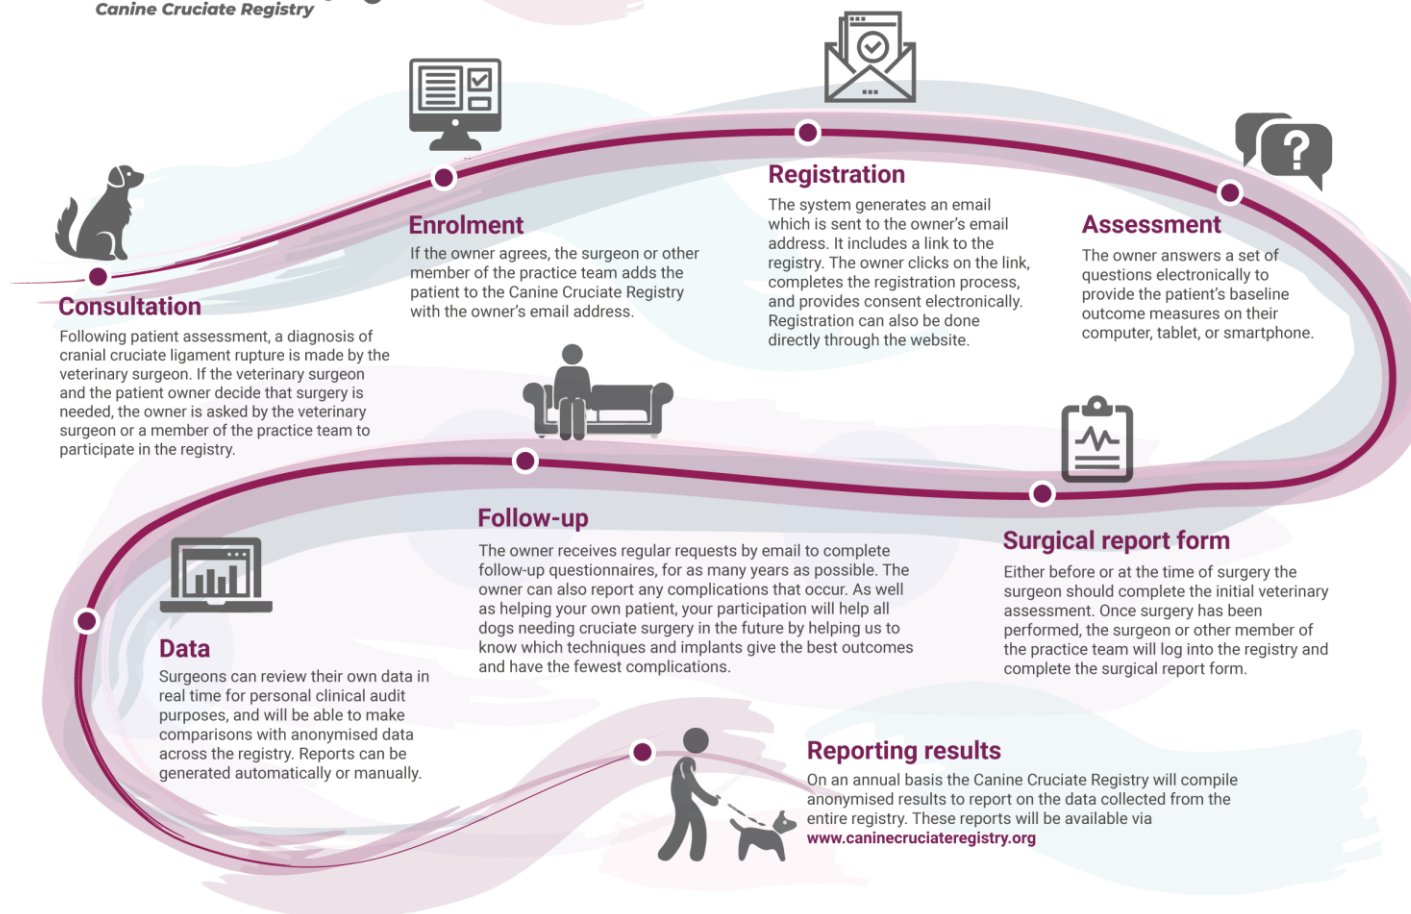 Canine Cruciate Registry
Consultation
Following patient assessment, a diagnosis of
cranial cruciate ligament rupture is made by the
veterinary surgeon. If the veterinary surgeon
and the patient owner decide that surgery is
needed, the owner is asked by the veterinary
surgeon or a member of the practice team to
participate in the registry.
Enrolment
If the owner agrees, the surgeon or other
member of the practice team adds the
patient to the Canine Cruciate Registry
with the owner's email address.
Registration
The system generates an email
which is sent to the owner's email
address. It includes a link to the
registry. The owner clicks on the link,
completes the registration process,
and provides consent electronically.
Registration can also be done
directly through the website.
?
Assessment
The owner answers a set of
questions electronically to
provide the patient's baseline
outcome measures on their
computer, tablet, or smartphone.
Surgical report form
Either before or at the time of surgery the
surgeon should complete the initial veterinary
assessment. Once surgery has been
performed, the surgeon or other member of
the practice team will log into the registry and
complete the surgical report form.
Follow-up
The owner receives regular requests by email to complete
follow-up questionnaires, for as many years as possible. The
owner can also report any complications that occur. As well
as helping your own patient, your participation will help all
dogs needing cruciate surgery in the future by helping us to
know which techniques and implants give the best outcomes
and have the fewest complications.
Data
Surgeons can review their own data in
real time for personal clinical audit
purposes, and will be able to make
comparisons with anonymised data
across the registry. Reports can be
generated automatically or manually.
Reporting results
On an annual basis the Canine Cruciate Registry will compile
anonymised results to report on the data collected from the
entire registry. These reports will be available via
www.caninecruciateregistry.org